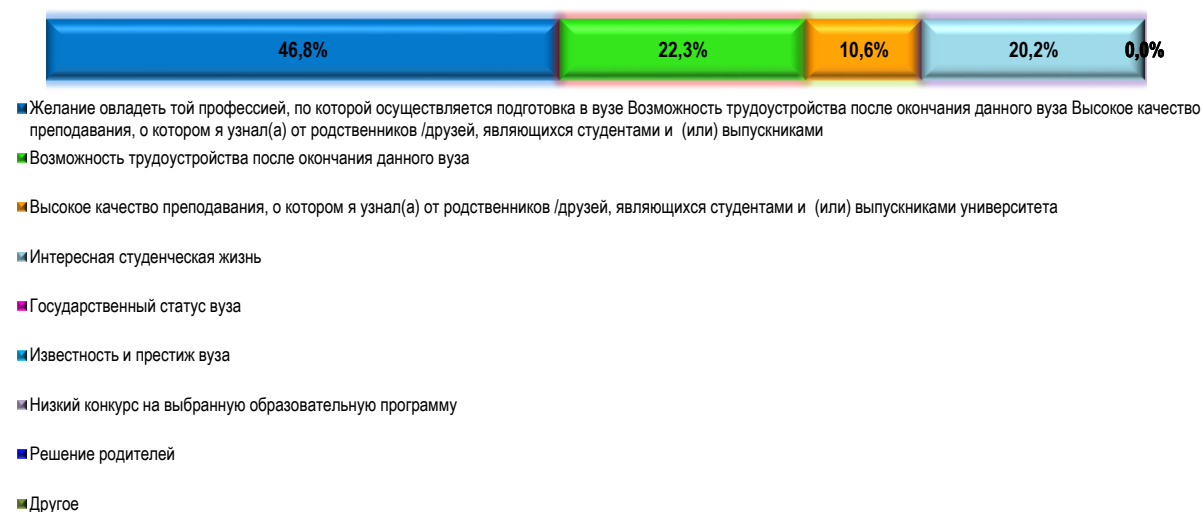 46,8% 22,3% 10,6% 20,2% 0,0%
Желание овладеть той профессией, по которой осуществляется подготовка в вузе Возможность трудоустройства после окончания данного вуза Высокое качество
преподавания, о котором я узнал(а) от родственников /друзей, являющихся студентами и (или) выпускниками
Возможность трудоустройства после окончания данного вуза
Высокое качество преподавания, о котором я узнал(а) от родственников /друзей, являющихся студентами и (или) выпускниками университета
Интересная студенческая жизнь
Государственный статус вуза
Известность и престиж вуза
Низкий конкурс на выбранную образовательную программу
Решение родителей
Другое